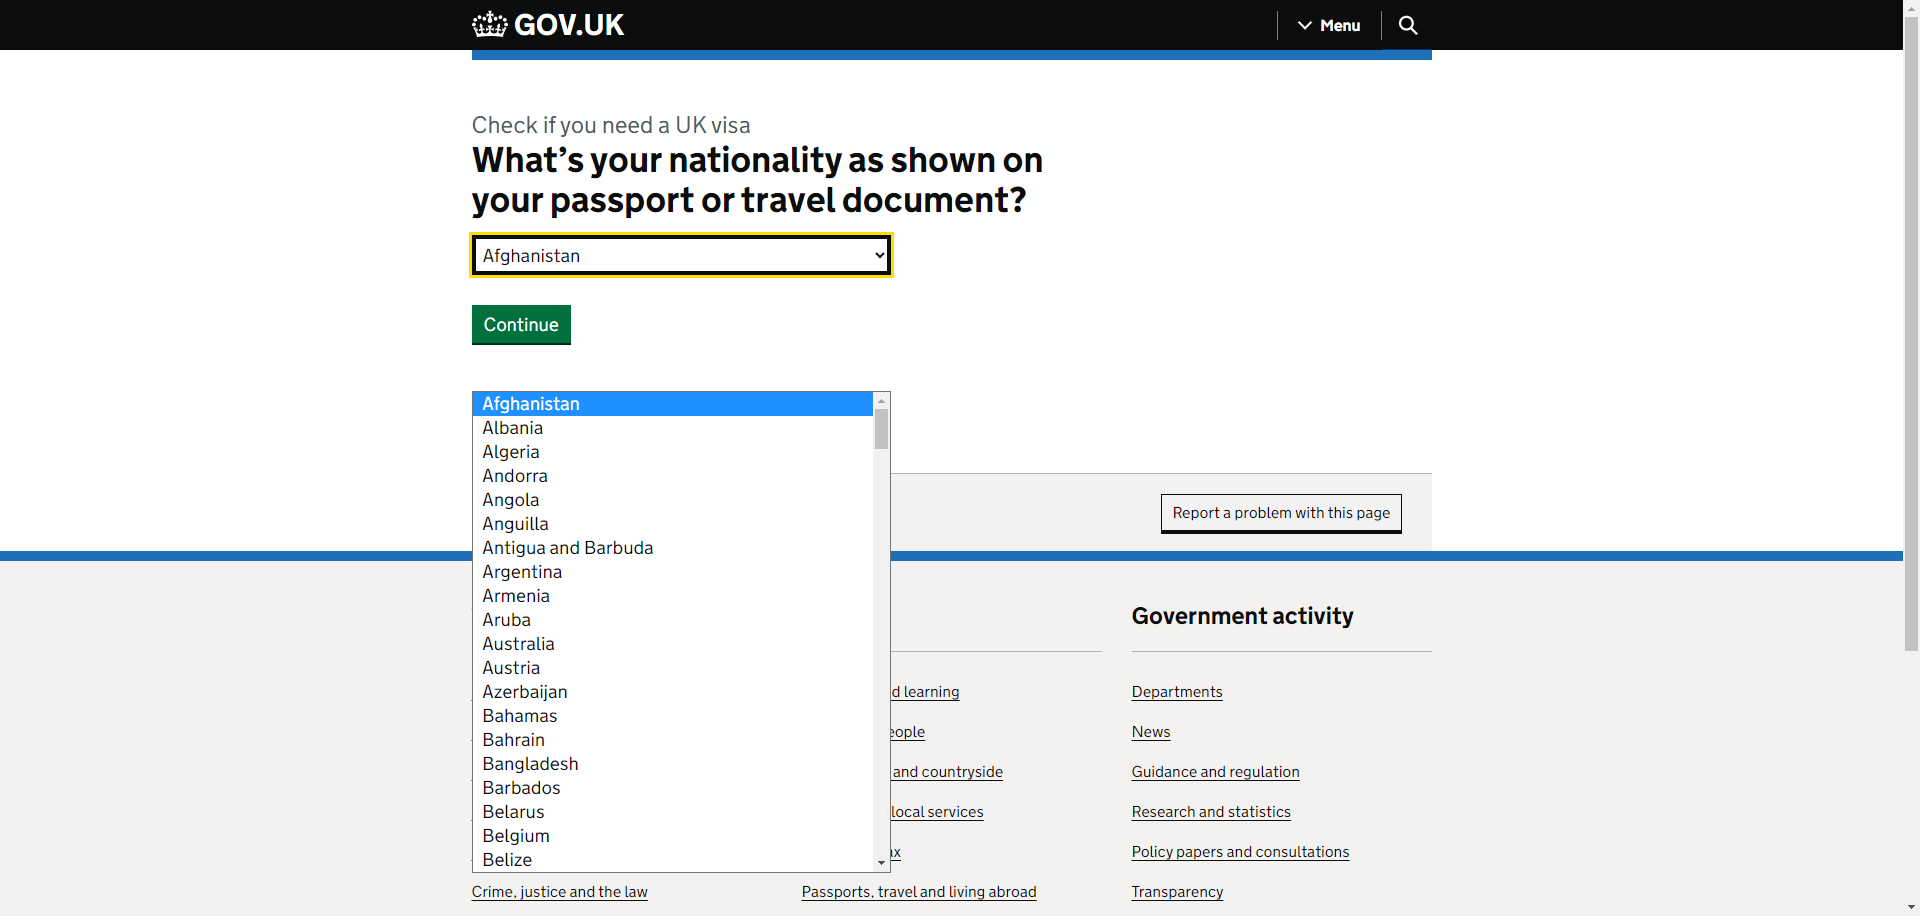 GOV.UK
Menu
Check if you need a UK visa
What's your nationality as shown on
your passport or travel document?
Afghanistan
Continue
Afghanistan
Albania
Algeria
Andorra
Angola
Anguilla
Antigua and Barbuda
Argentina
Armenia
Aruba
Australia
Austria
Azerbaijan
Bahamas
Bahrain
Bangladesh
Barbados
Belarus
Belgium
Belize
Report a problem with this page
Government activity
learning
and countryside
local services
Departments
News
Guidance and regulation
Research and statistics
Policy papers and consultations
Crime, justice and the law
Passports, travel and living abroad
Transparency